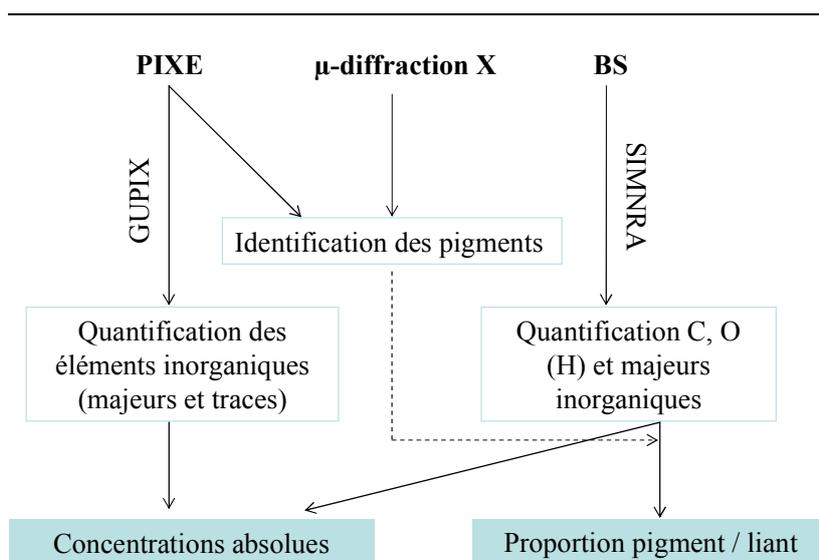 PIXE
μ-diffraction X
BS
GUPIX
SIMNRA
Identification des pigments
Quantification des
éléments inorganiques
(majeurs et traces)
Quantification C, O
(H) et majeurs
inorganiques
Concentrations absolues
Proportion pigment / liant